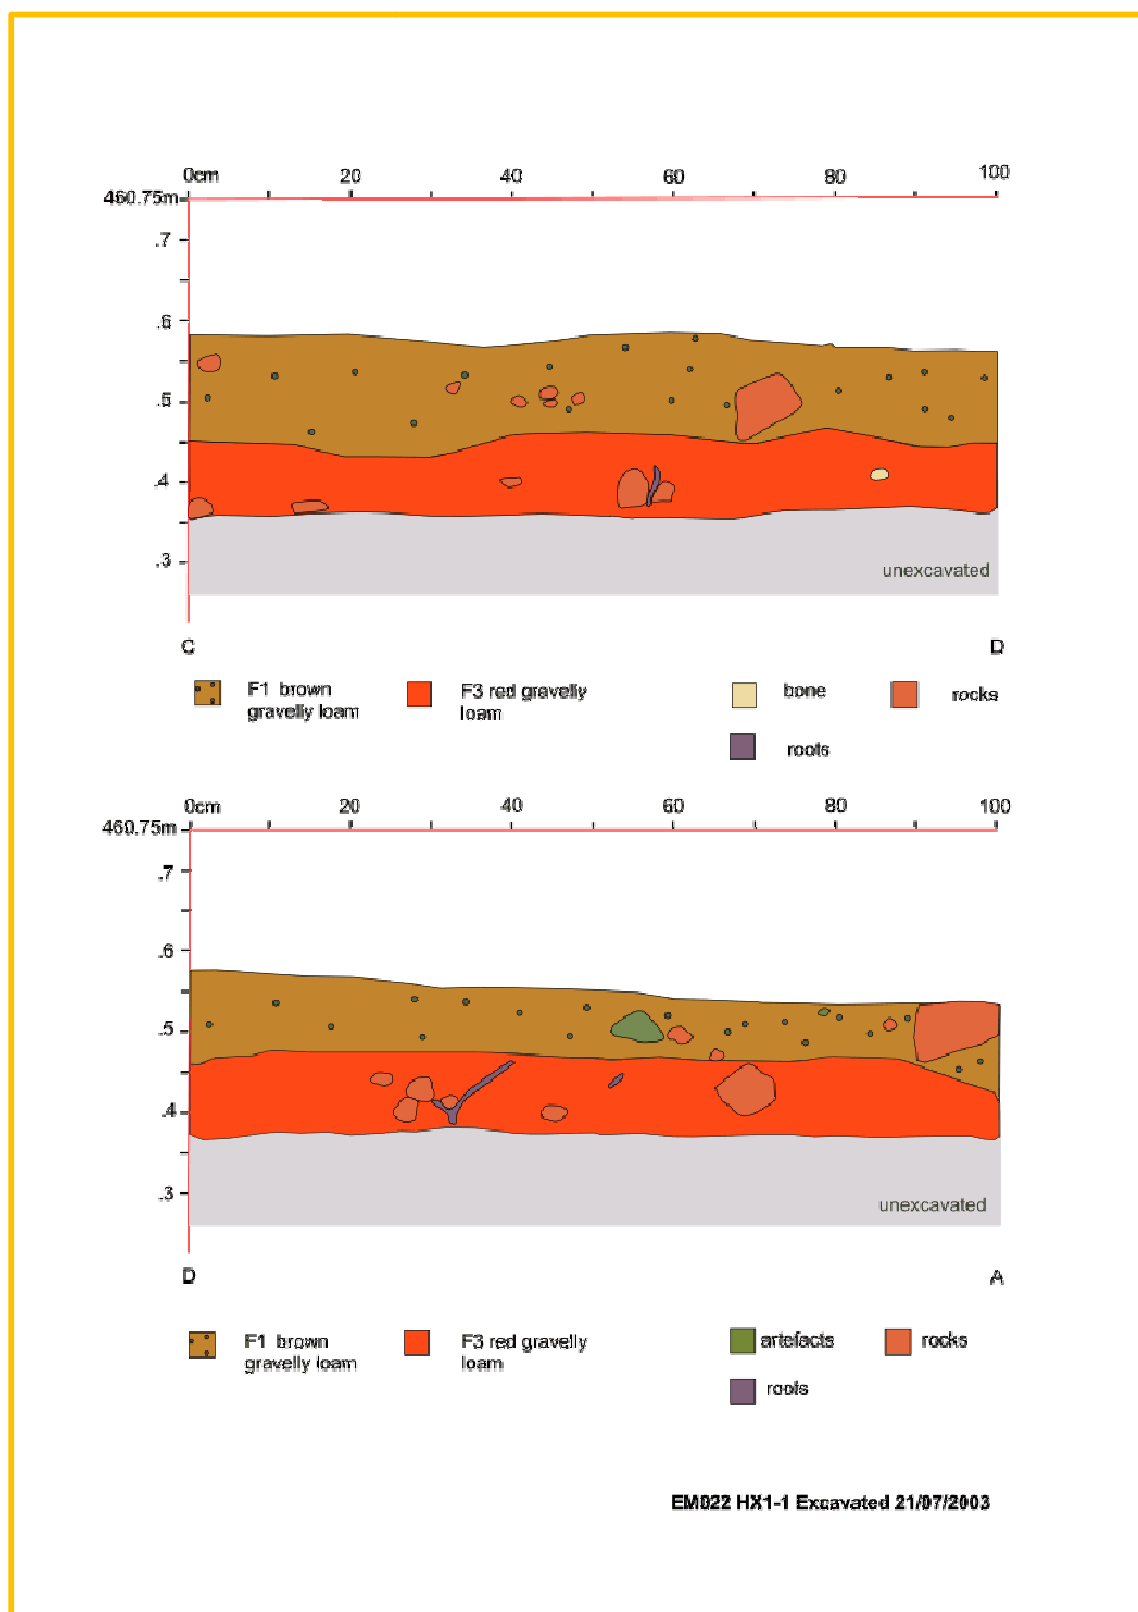 0cm 20 40 60 80 100
460.75m
.7
.6
.5
.4
.3
unexcavated
C D
F1 brown gravelly loam
F3 red gravelly loam
bone
rocks
roots
0cm 20 40 60 80 100
460.75m
.7
.6
.5
.4
.3
unexcavated
D A
F1 brown gravelly loam
F3 red gravelly loam
artefacts
rocks
roots
EM022 HX1-1 Excavated 21/07/2003